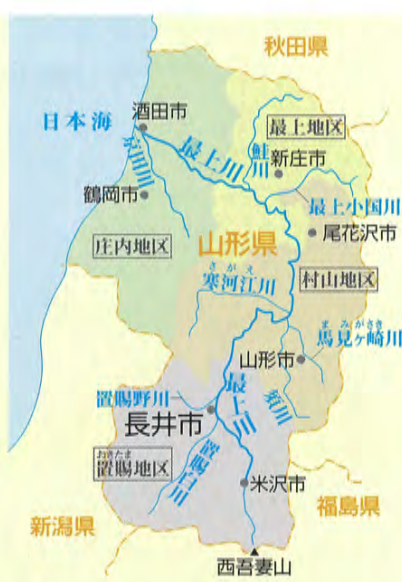 秋田県
日本海
酒田市
最上地区
京田川
最上川
鮭川
新庄市
鶴岡市
最上小国川
尾花沢市
庄内地区
山形県
さがえ
寒河江川
村山地区
まみがさき
馬見ヶ崎川
山形市
置賜野川
最上川
須川
長井市
おきたま
置賜地区
置賜白川
米沢市
福島県
新潟県
西吾妻山